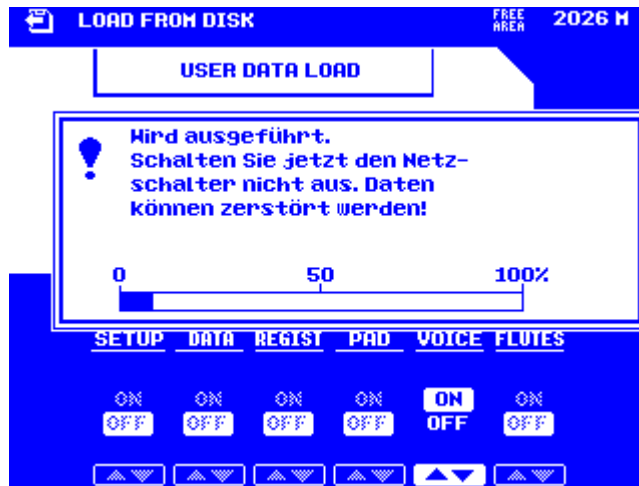 LOAD FROM DISK FREE AREA 2026 M
USER DATA LOAD
Wird ausgeführt.
Schalten Sie jetzt den Netz-
schalter nicht aus. Daten
können zerstört werden!
0 50 100%
SETUP DATA REGIST PAD VOICE FLUTES
ON ON ON ON ON ON
OFF OFF OFF OFF OFF OFF